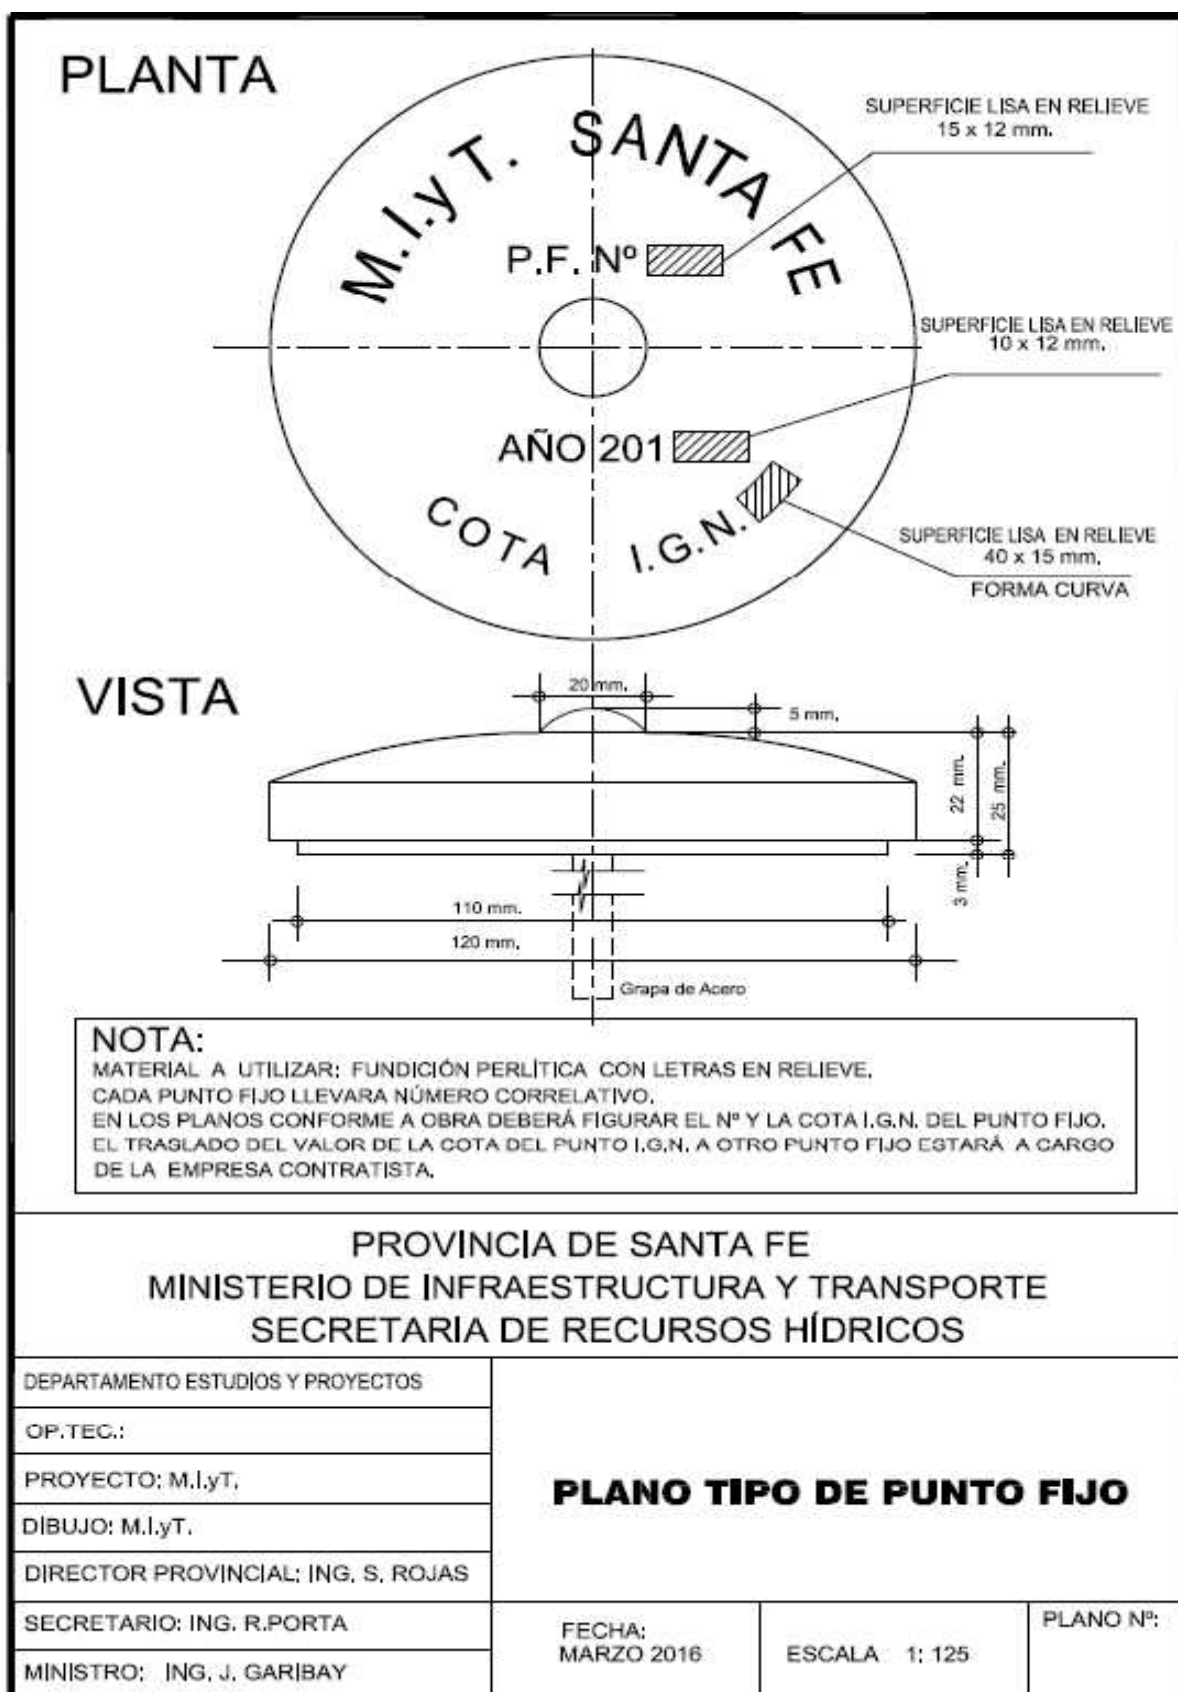 PLANTA
M.I.yT. SANTA FE
SUPERFICIE LISA EN RELIEVE
15 x 12 mm.
P.F. Nº
SUPERFICIE LISA EN RELIEVE
10 x 12 mm.
AÑO 201
COTA I.G.N.
SUPERFICIE LISA EN RELIEVE
40 x 15 mm.
FORMA CURVA
VISTA
20 mm.
5 mm.
22 mm.
25 mm.
3 mm.
110 mm.
120 mm.
Grapa de Acero
NOTA:
MATERIAL A UTILIZAR: FUNDICIÓN PERLÍTICA CON LETRAS EN RELIEVE.
CADA PUNTO FIJO LLEVARA NÚMERO CORRELATIVO.
EN LOS PLANOS CONFORME A OBRA DEBERÁ FIGURAR EL Nº Y LA COTA I.G.N. DEL PUNTO FIJO.
EL TRASLADO DEL VALOR DE LA COTA DEL PUNTO I.G.N. A OTRO PUNTO FIJO ESTARÁ A CARGO
DE LA EMPRESA CONTRATISTA.
PROVINCIA DE SANTA FE
MINISTERIO DE INFRAESTRUCTURA Y TRANSPORTE
SECRETARIA DE RECURSOS HÍDRICOS
DEPARTAMENTO ESTUDIOS Y PROYECTOS
OP.TEC.:
PROYECTO: M.I.yT.
DIBUJO: M.I.yT.
DIRECTOR PROVINCIAL: ING. S. ROJAS
SECRETARIO: ING. R.PORTA
MINISTRO: ING. J. GARIBAY
PLANO TIPO DE PUNTO FIJO
FECHA:
MARZO 2016
ESCALA 1: 125
PLANO Nº: